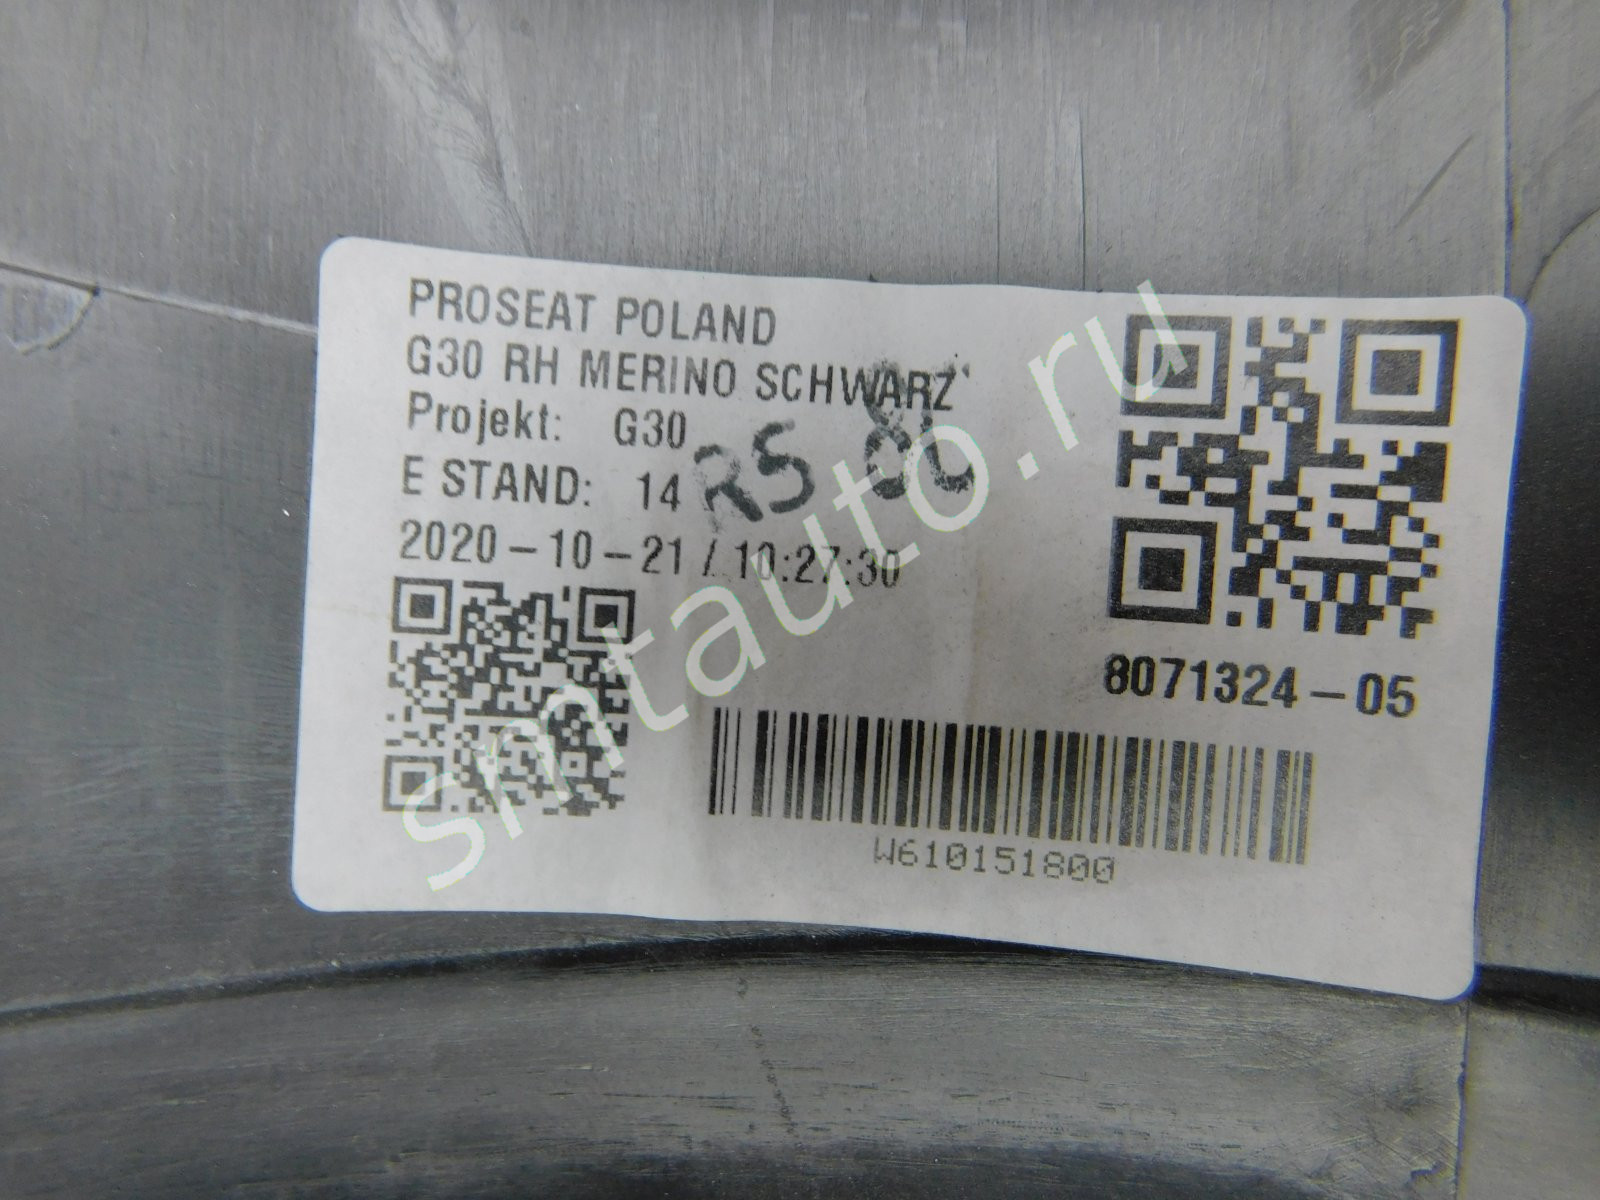 PROSEAT POLAND
G30 RH MERINO SCHWARZ
Projekt: G30
E STAND: 14
RS
2020-10-21 / 10:27:30
8071324-05
W610151800
smtauto.ru